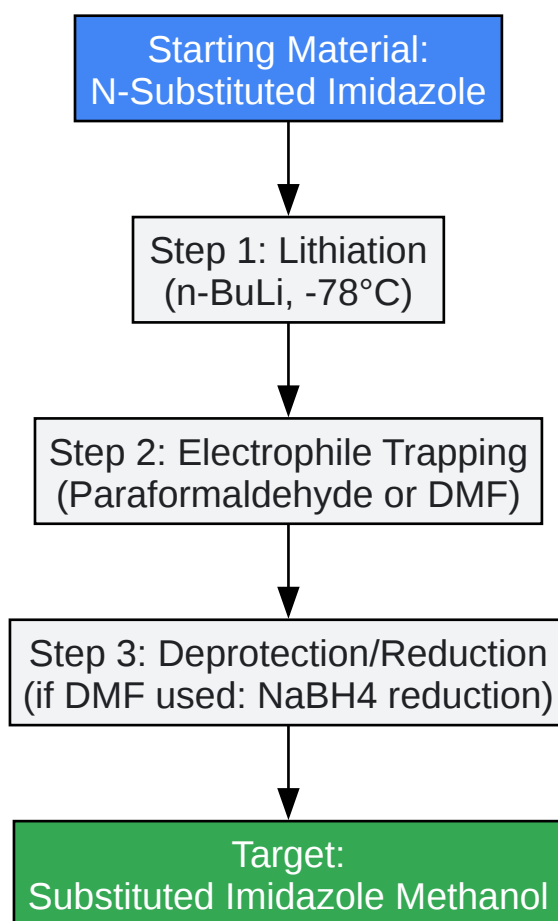 Starting Material:
N-Substituted Imidazole
Step 1: Lithiation
(n-BuLi, -78°C)
Step 2: Electrophile Trapping
(Paraformaldehyde or DMF)
Step 3: Deprotection/Reduction
(if DMF used: NaBH4 reduction)
Target:
Substituted Imidazole Methanol